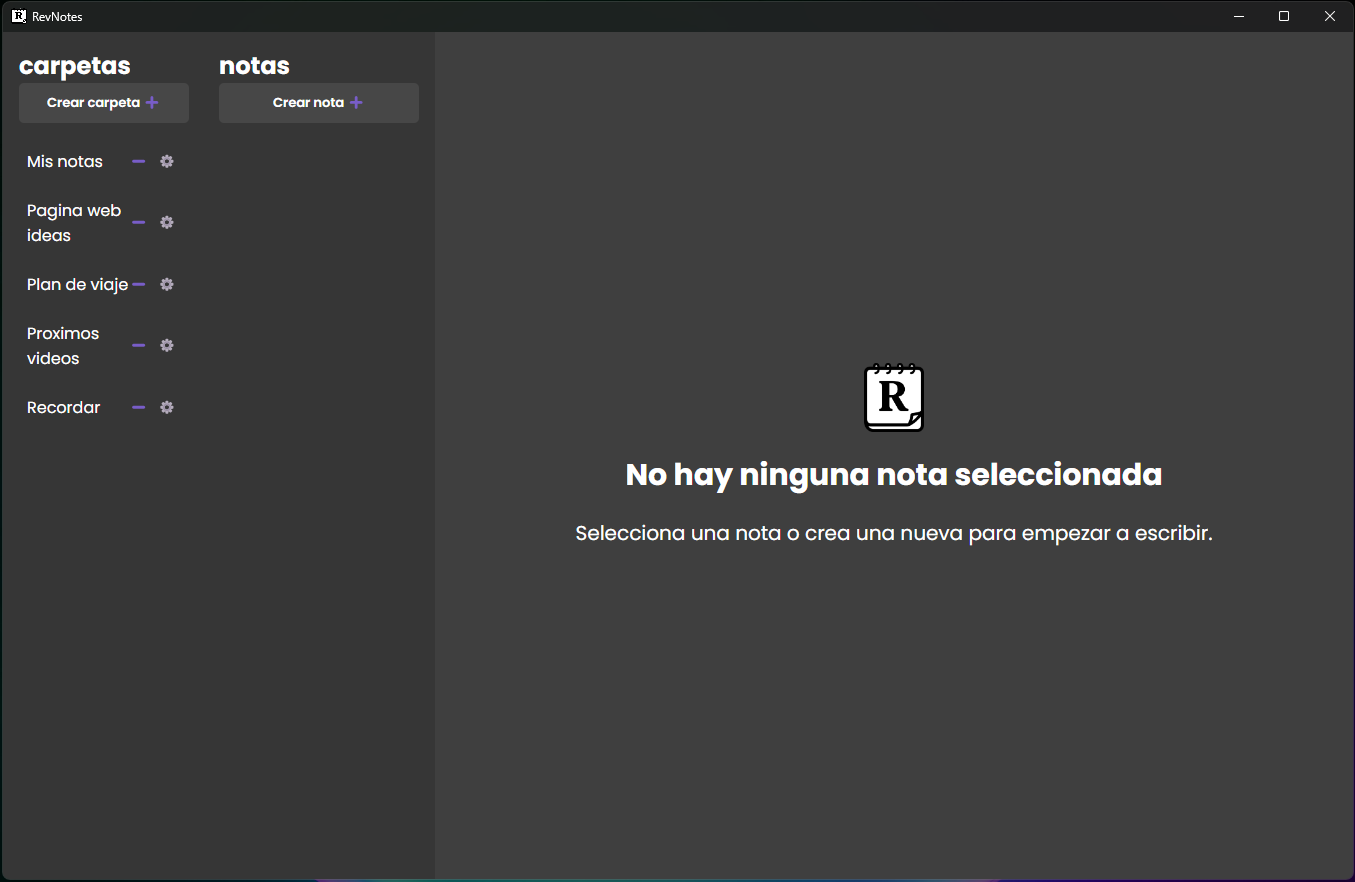 RevNotes
carpetas
Crear carpeta
Mis notas
Pagina web
ideas
Plan de viaje
Proximos
videos
Recordar
notas
Crear nota
R
No hay ninguna nota seleccionada
Selecciona una nota o crea una nueva para empezar a escribir.